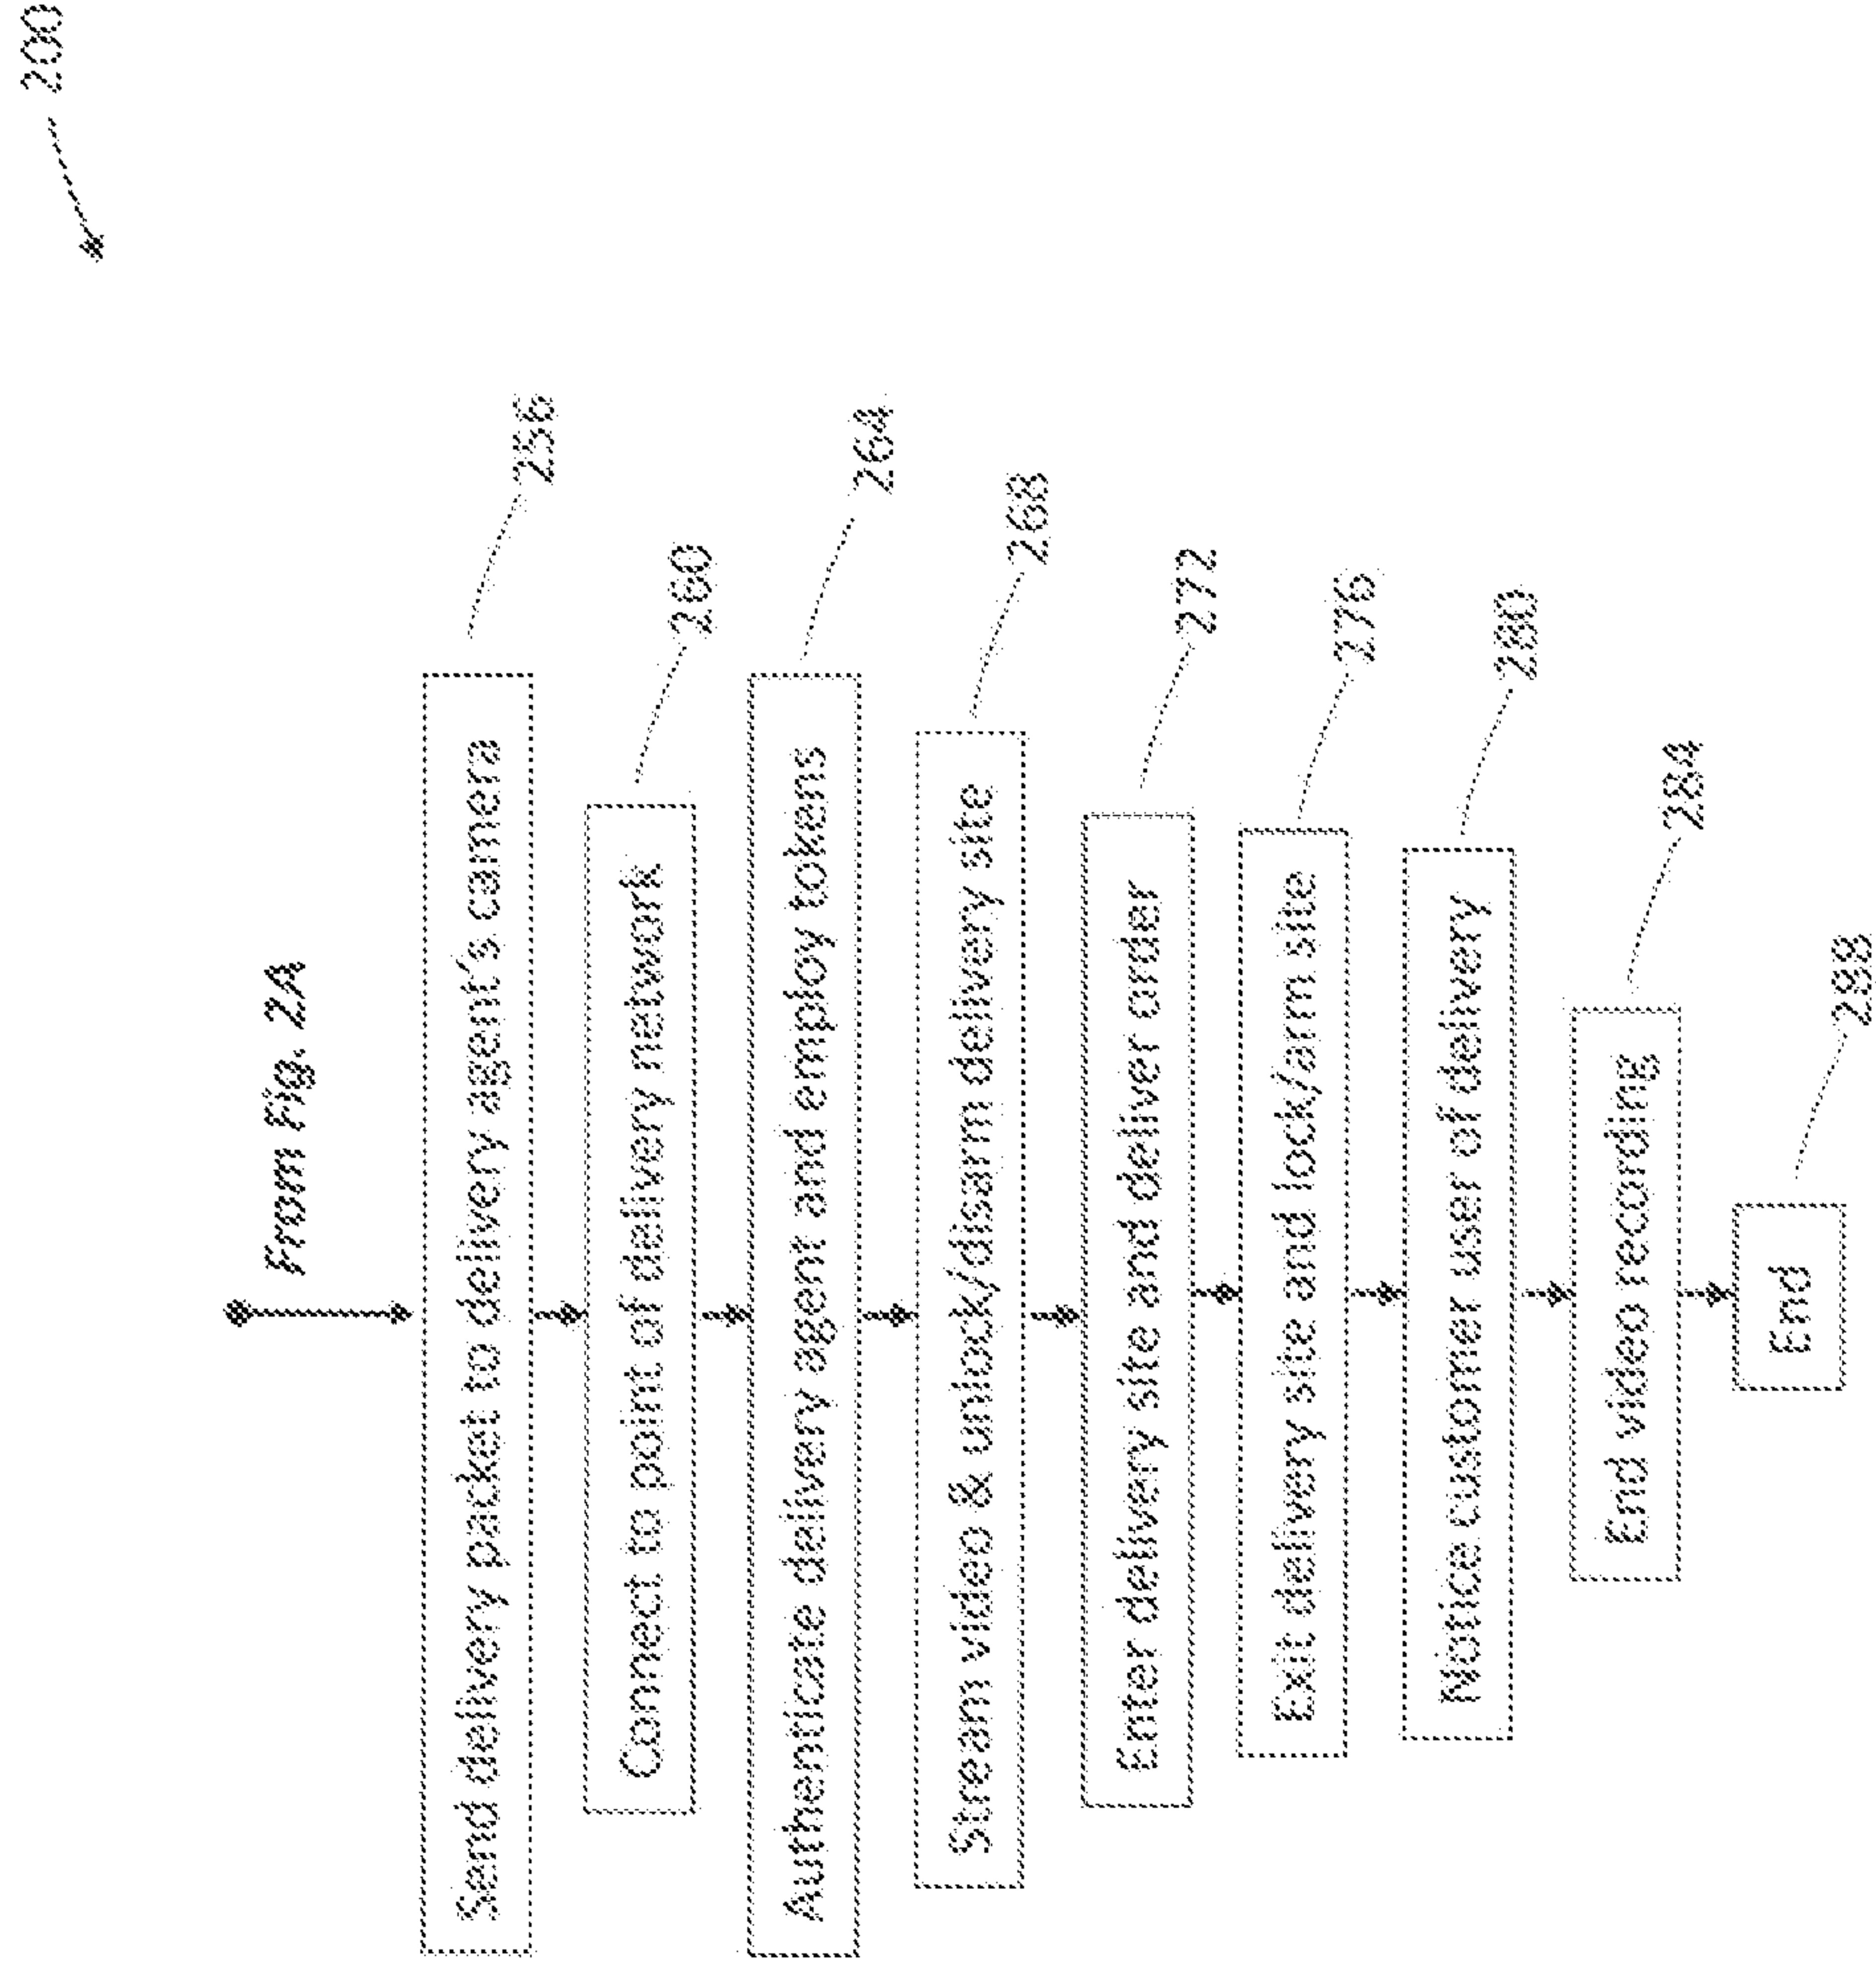 200
From Fig. 2A
Send delivery packet to delivery agent's camera
256
Connect to point of delivery network
260
Authenticate delivery agent and employ tokens
264
Stream video & unlock/disarm delivery site
268
Enter delivery site and deliver order
272
Exit delivery site and lock/arm site
276
Notice customer user of delivery
280
End video recording
284
End
288